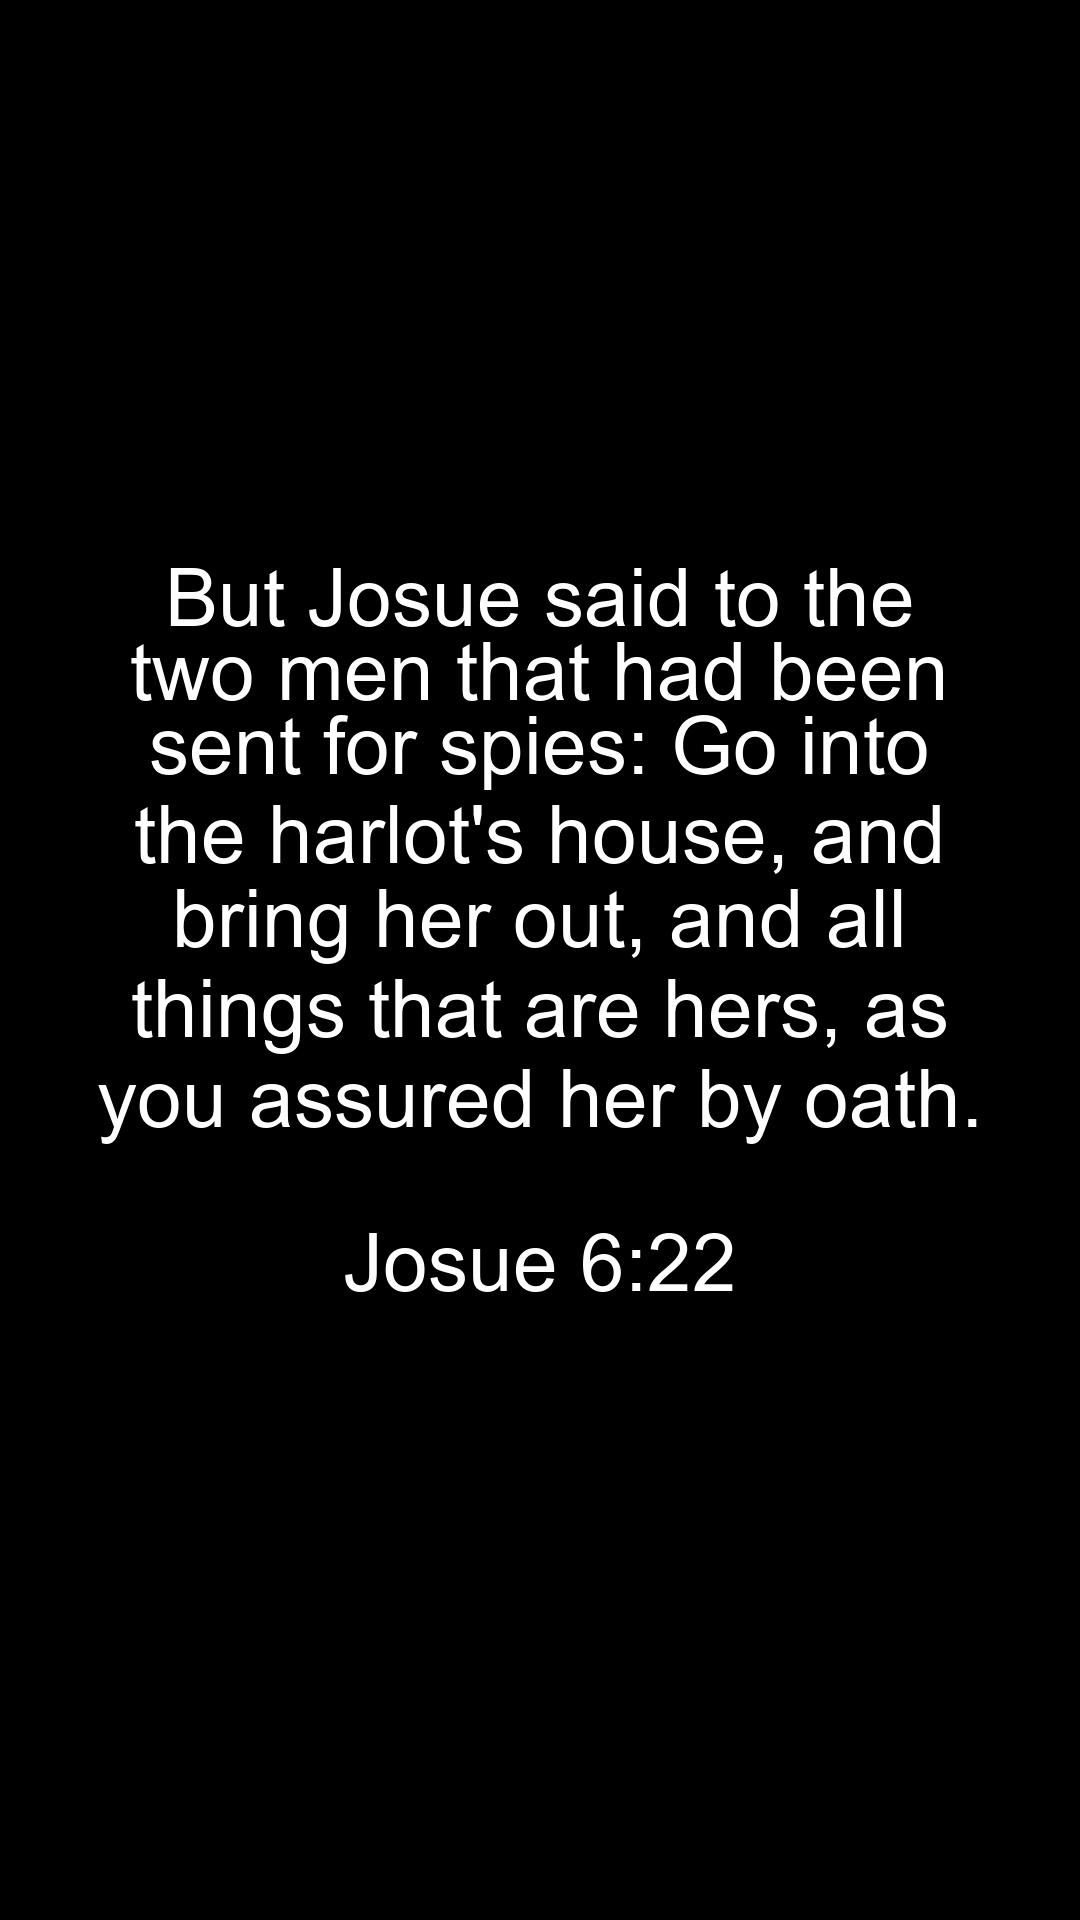 But Josue said to the
two men that had been
sent for spies: Go into
the harlot's house, and
bring her out, and all
things that are hers, as
you assured her by oath.
Josue 6:22